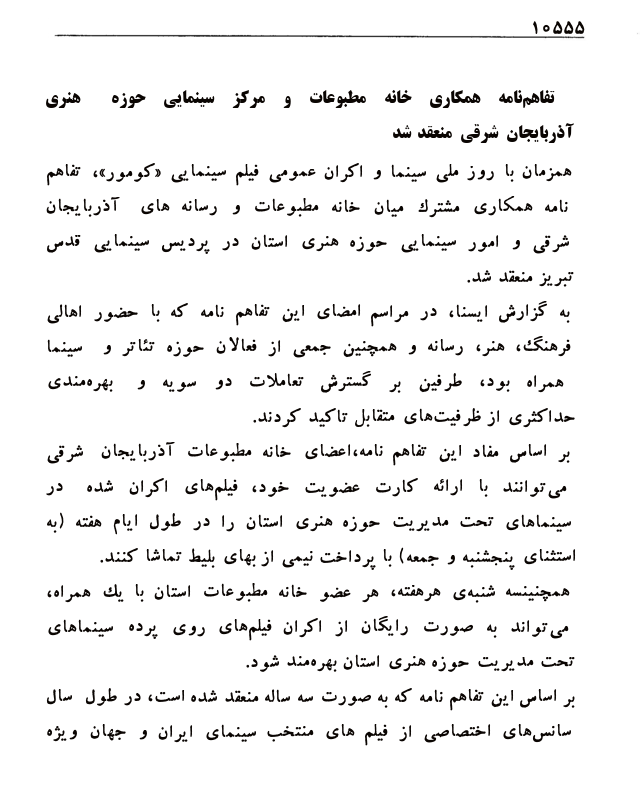 ۱۰۵۵۵
تفاهم‌نامه همکاری خانه مطبوعات و مرکز سینمایی حوزه هنری
آذربایجان شرقی منعقد شد
همزمان با روز ملی سینما و اکران عمومی فیلم سینمایی «کومور»، تفاهم
نامه همکاری مشترك میان خانه مطبوعات و رسانه های آذربایجان
شرقی و امور سینمایی حوزه هنری استان در پردیس سینمایی قدس
تبریز منعقد شد.
به گزارش ایسنا، در مراسم امضای این تفاهم نامه که با حضور اهالی
فرهنگ، هنر، رسانه و همچنین جمعی از فعالان حوزه تئاتر و سینما
همراه بود، طرفین بر گسترش تعاملات دو سویه و بهره‌مندی
حداکثری از ظرفیت‌های متقابل تاکید کردند.
بر اساس مفاد این تفاهم نامه،اعضای خانه مطبوعات آذربایجان شرقی
می‌توانند با ارائه کارت عضویت خود، فیلم‌های اکران شده در
سینماهای تحت مدیریت حوزه هنری استان را در طول ایام هفته (به
استثنای پنجشنبه و جمعه) با پرداخت نیمی از بهای بلیط تماشا کنند.
همچنینسه شنبه‌ی هرهفته، هر عضو خانه مطبوعات استان با یك همراه،
می‌تواند به صورت رایگان از اکران فیلم‌های روی پرده سینماهای
تحت مدیریت حوزه هنری استان بهره‌مند شود.
بر اساس این تفاهم نامه که به صورت سه ساله منعقد شده است، در طول سال
سانس‌های اختصاصی از فیلم های منتخب سینمای ایران و جهان ویژه